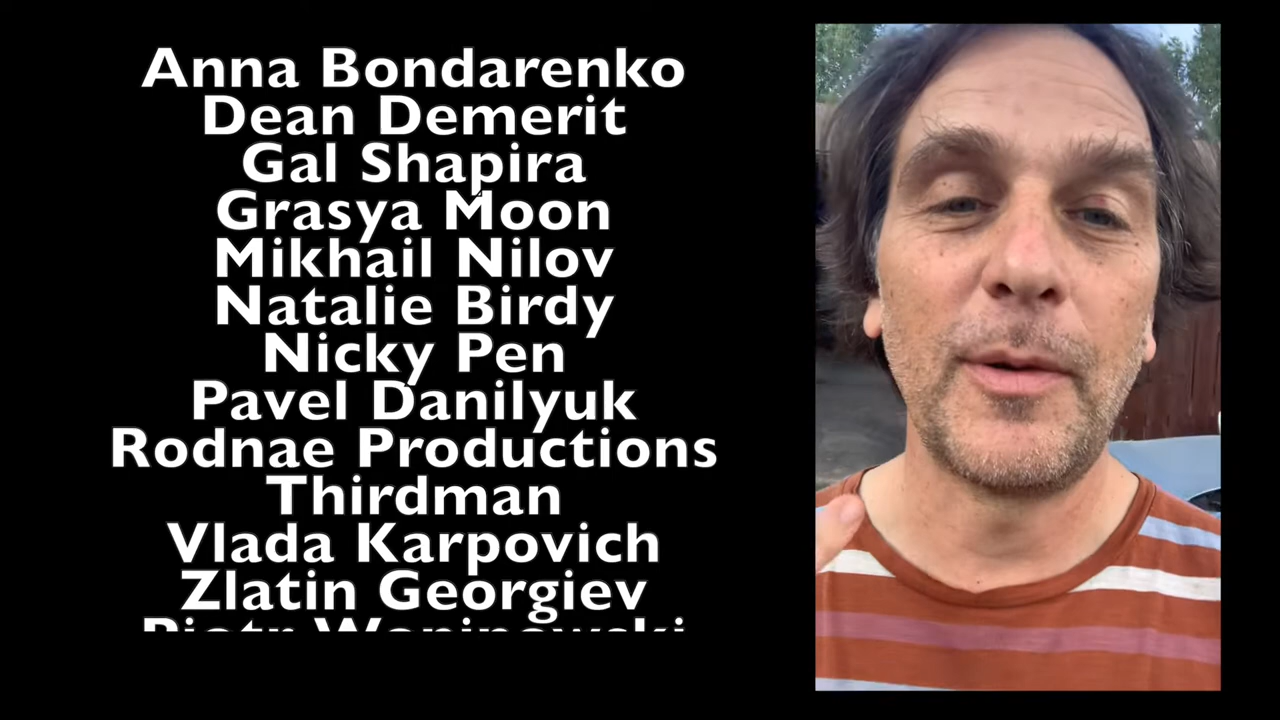 Anna Bondarenko
Dean Demerit
Gal Shapira
Grasya Moon
Mikhail Nilov
Natalie Birdy
Nicky Pen
Pavel Danilyuk
Rodnae Productions
Thirdman
Vlada Karpovich
Zlatin Georgiev